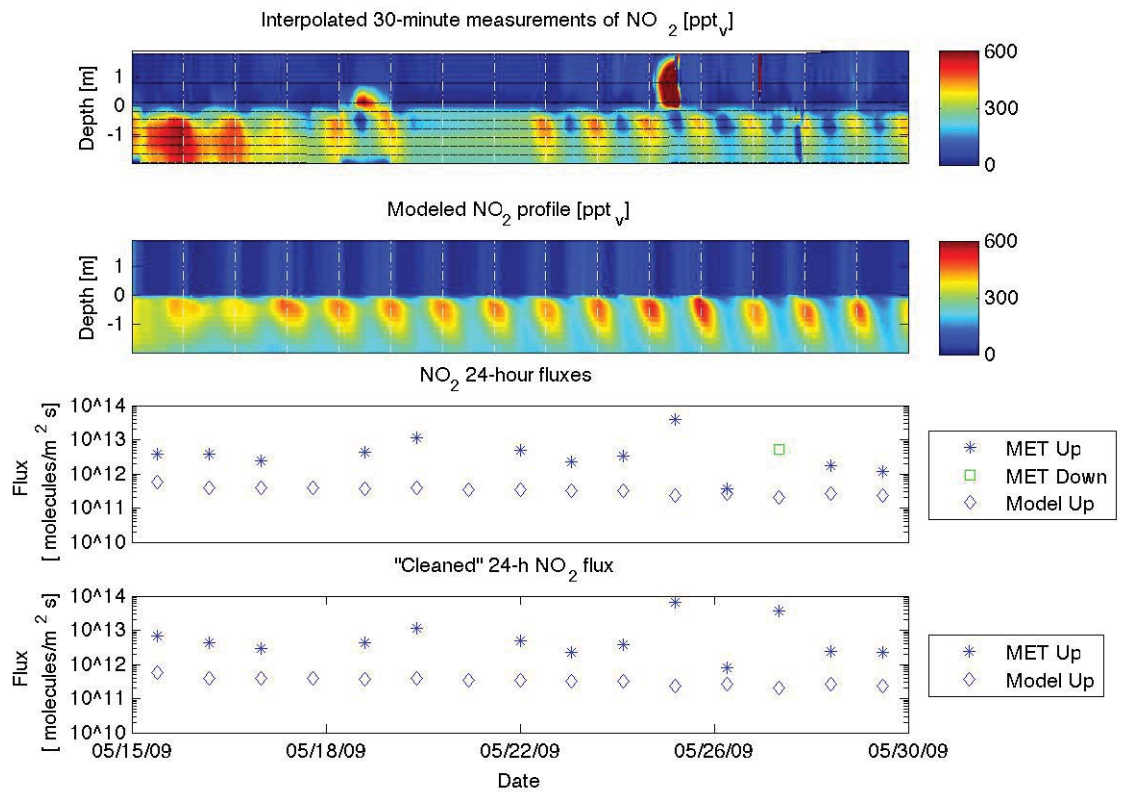 Interpolated 30-minute measurements of NO 2 [ppt v]
Depth [m]
1
0
-1
600
300
0
Modeled NO2 profile [ppt v]
Depth [m]
1
0
-1
600
300
0
NO2 24-hour fluxes
Flux
[ molecules/m 2 s]
10^14
10^13
10^12
10^11
10^10
MET Up
MET Down
Model Up
"Cleaned" 24-h NO2 flux
Flux
[ molecules/m 2 s]
10^14
10^13
10^12
10^11
10^10
MET Up
Model Up
05/15/09 05/18/09 05/22/09 05/26/09 05/30/09
Date